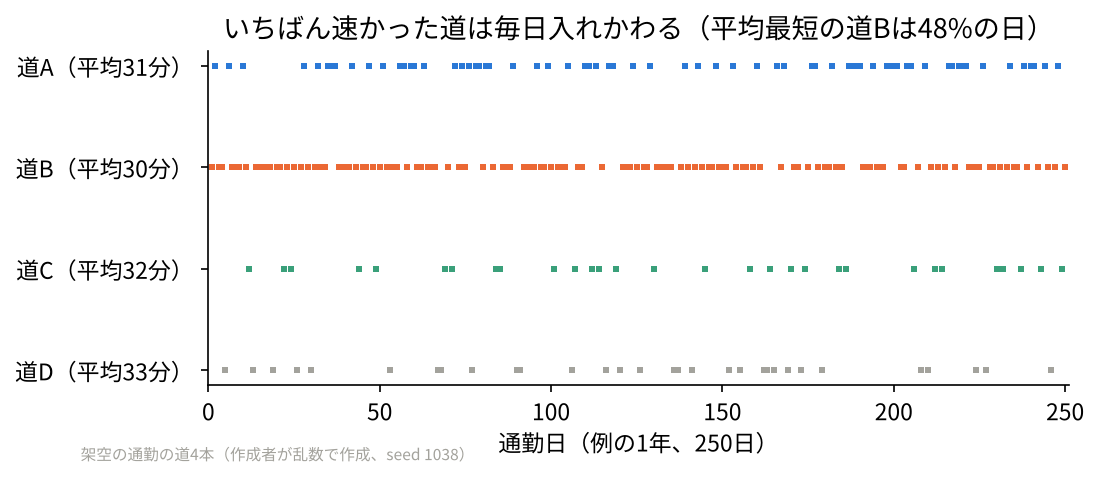 いちばん速かった道は毎日入れかわる（平均最短の道Bは48%の日）
道A（平均31分）
道B（平均30分）
道C（平均32分）
道D（平均33分）
0 50 100 150 200 250
通勤日（例の1年、250日）
架空の通勤の道4本（作成者が乱数で作成、seed 1038）